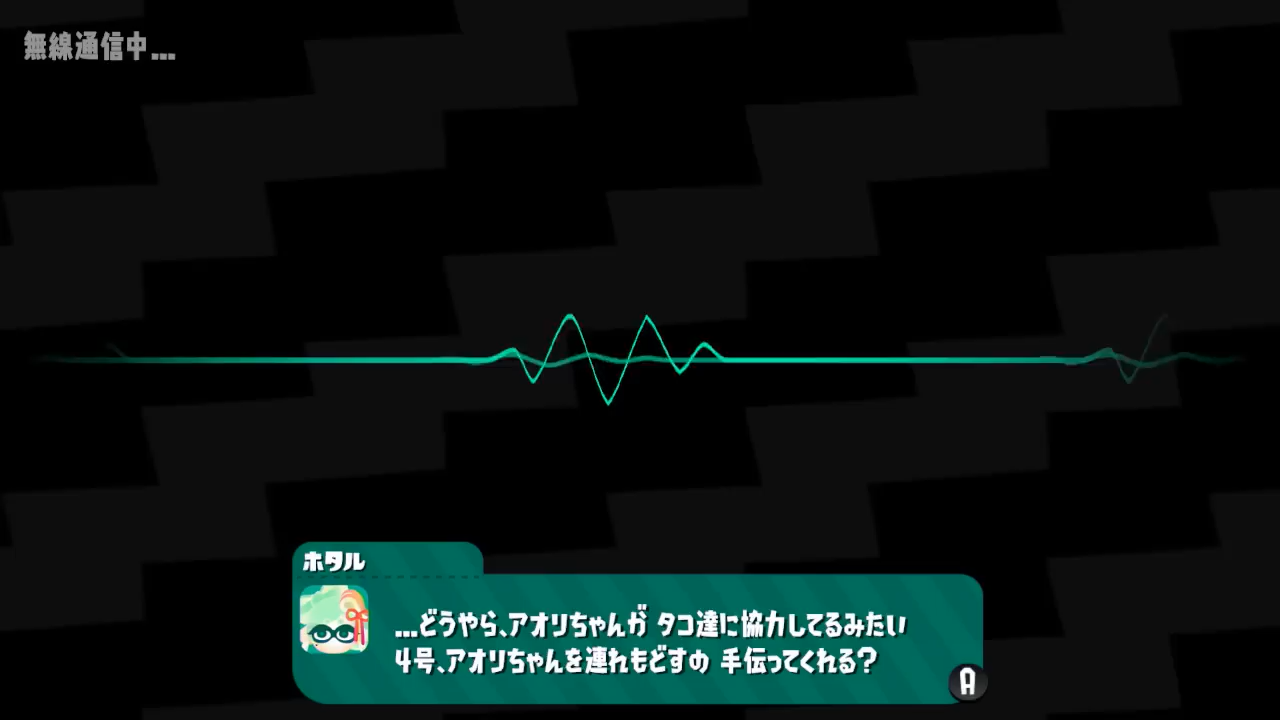 無線通信中...
ホタル
...どうやら、アオリちゃんが タコ達に協力してるみたい
4号、アオリちゃんを連れもどすの 手伝ってくれる?
A